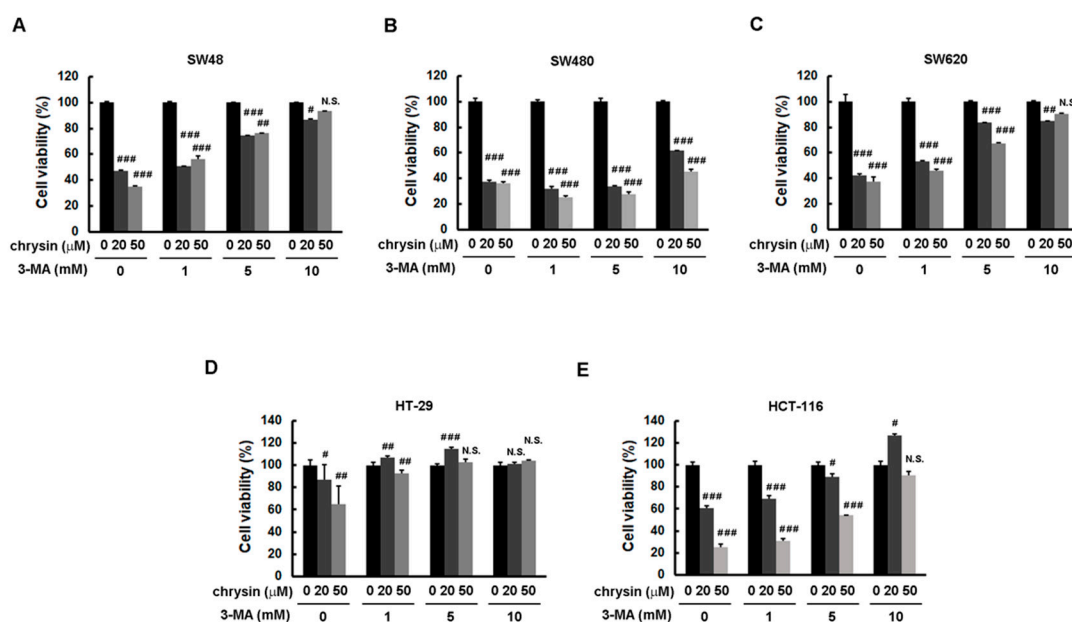 A
SW48
Cell viability (%)
120
100
80
60
40
20
0
### ###
### ###
### ##
# N.S.
chrysin (μM) 0 20 50 0 20 50 0 20 50 0 20 50
3-MA (mM) 0 1 5 10
B
SW480
Cell viability (%)
120
100
80
60
40
20
0
### ###
### ###
### ###
### ###
chrysin (μM) 0 20 50 0 20 50 0 20 50 0 20 50
3-MA (mM) 0 1 5 10
C
SW620
Cell viability (%)
120
100
80
60
40
20
0
### ###
### ###
### ###
## N.S.
chrysin (μM) 0 20 50 0 20 50 0 20 50 0 20 50
3-MA (mM) 0 1 5 10
D
HT-29
Cell viability (%)
140
120
100
80
60
40
20
0
# ##
## ##
### N.S.
N.S. N.S.
chrysin (μM) 0 20 50 0 20 50 0 20 50 0 20 50
3-MA (mM) 0 1 5 10
E
HCT-116
Cell viability (%)
140
120
100
80
60
40
20
0
### ###
### ###
# ###
# N.S.
chrysin (μM) 0 20 50 0 20 50 0 20 50 0 20 50
3-MA (mM) 0 1 5 10